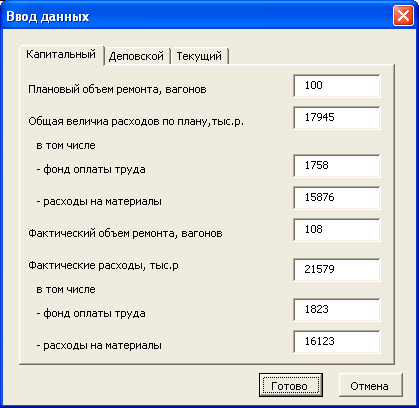 Ввод данных
Капитальный Деповской Текущий
Плановый объем ремонта, вагонов 100
Общая величиа расходов по плану,тыс.р. 17945
в том числе
- фонд оплаты труда 1758
- расходы на материалы 15876
Фактический объем ремонта, вагонов 108
Фактические расходы, тыс.р 21579
в том числе
- фонд оплаты труда 1823
- расходы на материалы 16123
Готово Отмена